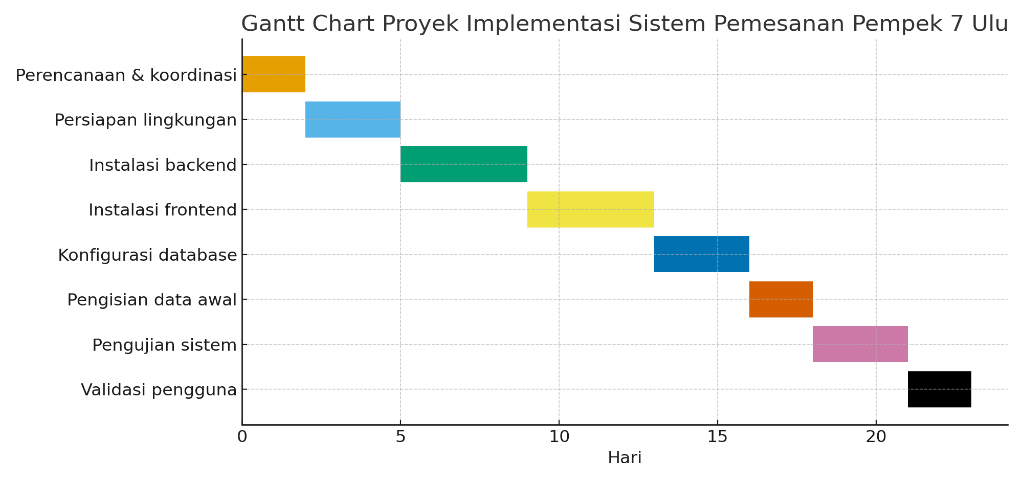 Gantt Chart Proyek Implementasi Sistem Pemesanan Pempek 7 Ulu
Perencanaan & koordinasi
Persiapan lingkungan
Instalasi backend
Instalasi frontend
Konfigurasi database
Pengisian data awal
Pengujian sistem
Validasi pengguna
0 5 10 15 20
Hari